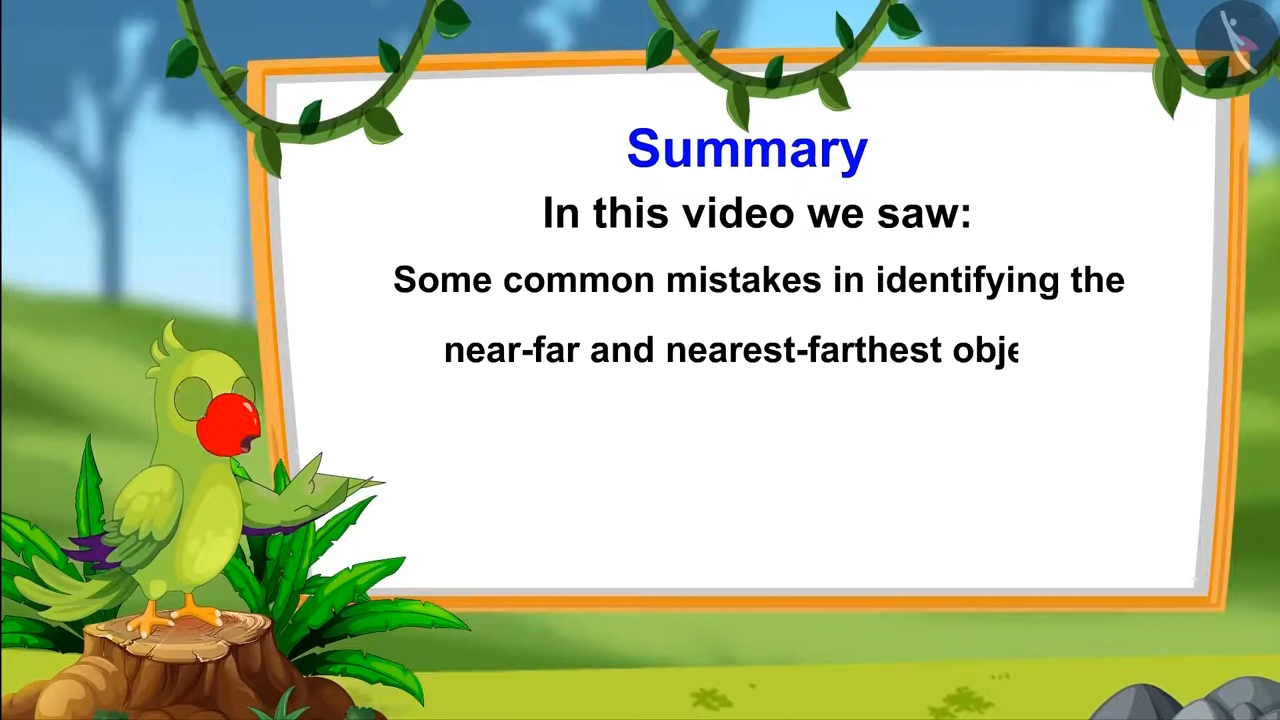 Summary
In this video we saw:
Some common mistakes in identifying the
near-far and nearest-farthest obje